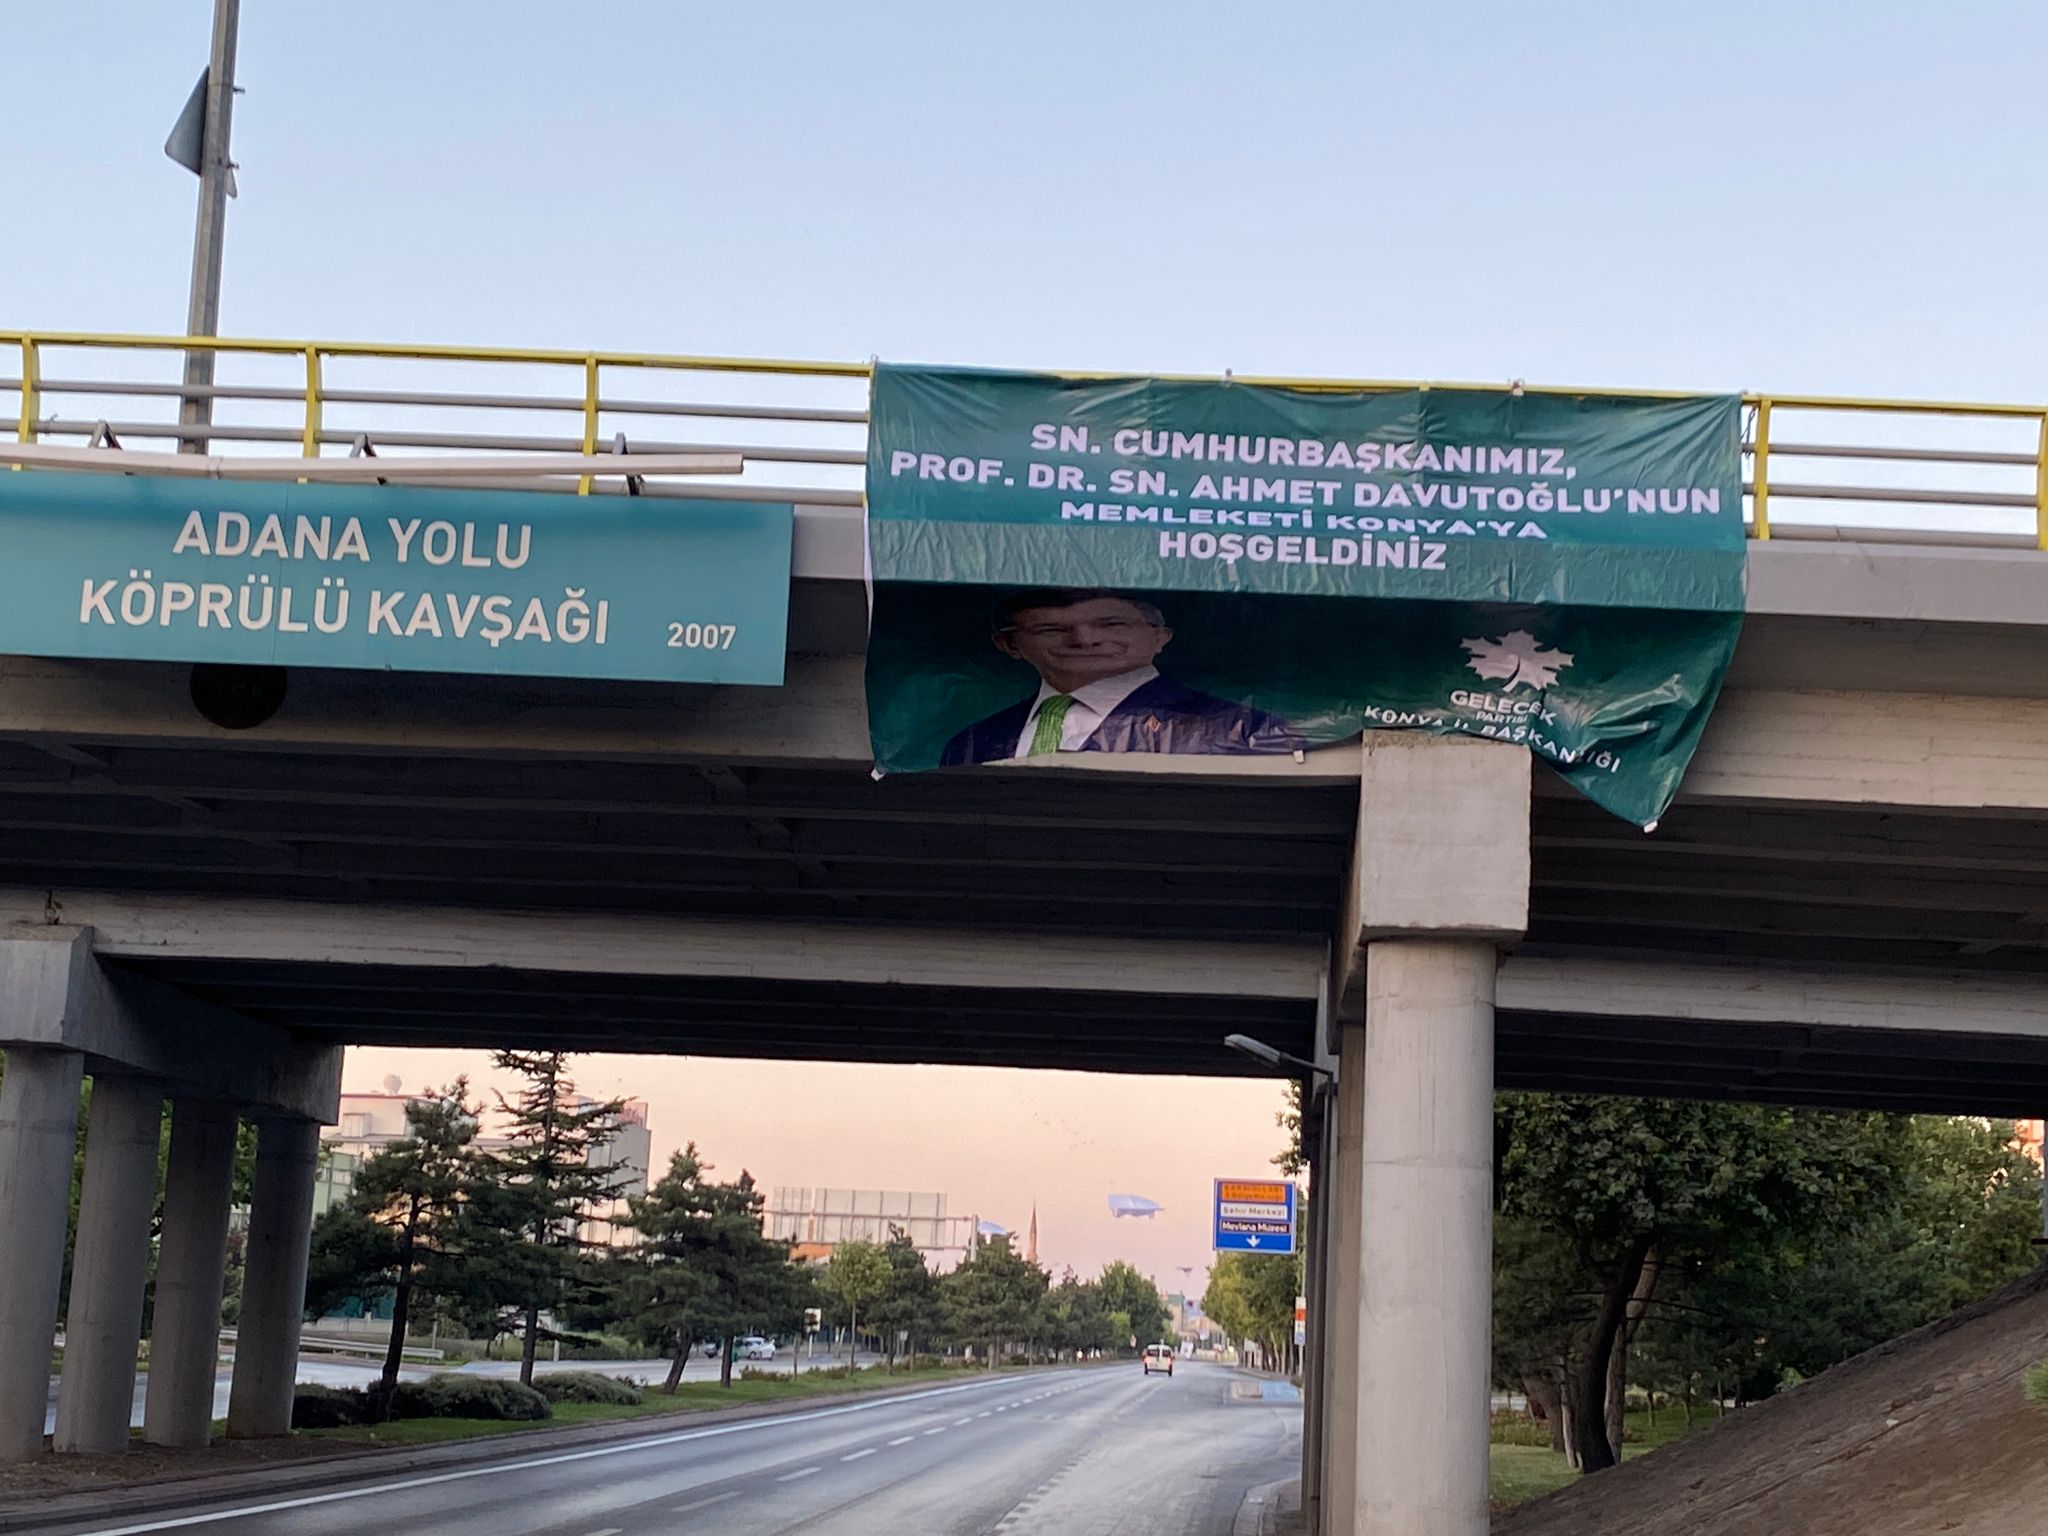 ADANA YOLU
KÖPRÜLÜ KAVŞAĞI 2007
SN. CUMHURBAŞKANIMIZ,
PROF. DR. SN. AHMET DAVUTOĞLU'NUN
MEMLEKETİ KONYA'YA
HOŞGELDİNİZ
GELECEK
PARTİSİ
KONYA İL BAŞKANLIĞI
Şehir Merkezi
Mevlana Müzesi